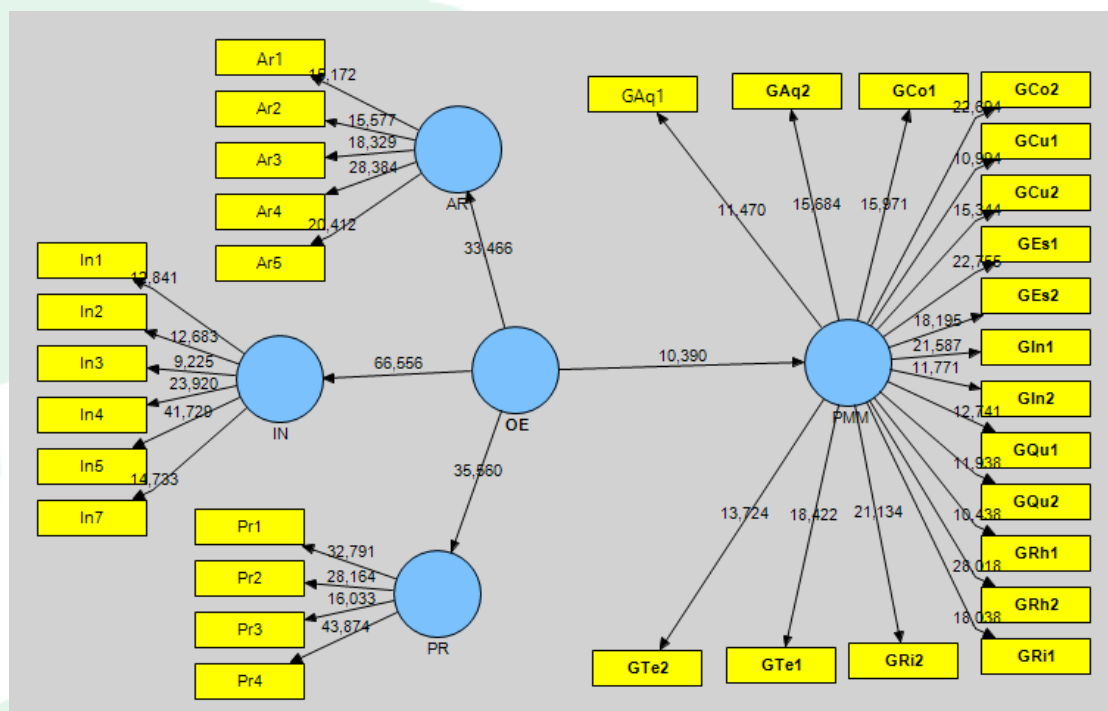 Ar1
15,172
Ar2
15,577
Ar3
18,329
Ar4
28,384
Ar5
20,412
AR
33,466
In1
12,841
In2
12,683
In3
9,225
In4
23,920
In5
41,729
In7
14,733
IN
66,556
OE
10,390
35,560
Pr1
32,791
Pr2
28,164
Pr3
16,033
Pr4
43,874
PR
GAq1
GAq2
GCo1
GCo2
11,470
15,684
15,971
22,694
GCu1
10,994
GCu2
15,344
GEs1
22,755
GEs2
18,195
GIn1
21,587
GIn2
11,771
PMM
GQu1
12,741
GQu2
11,938
GRh1
10,438
GRh2
28,018
GRi1
18,038
13,724
18,422
21,134
GTe2
GTe1
GRi2